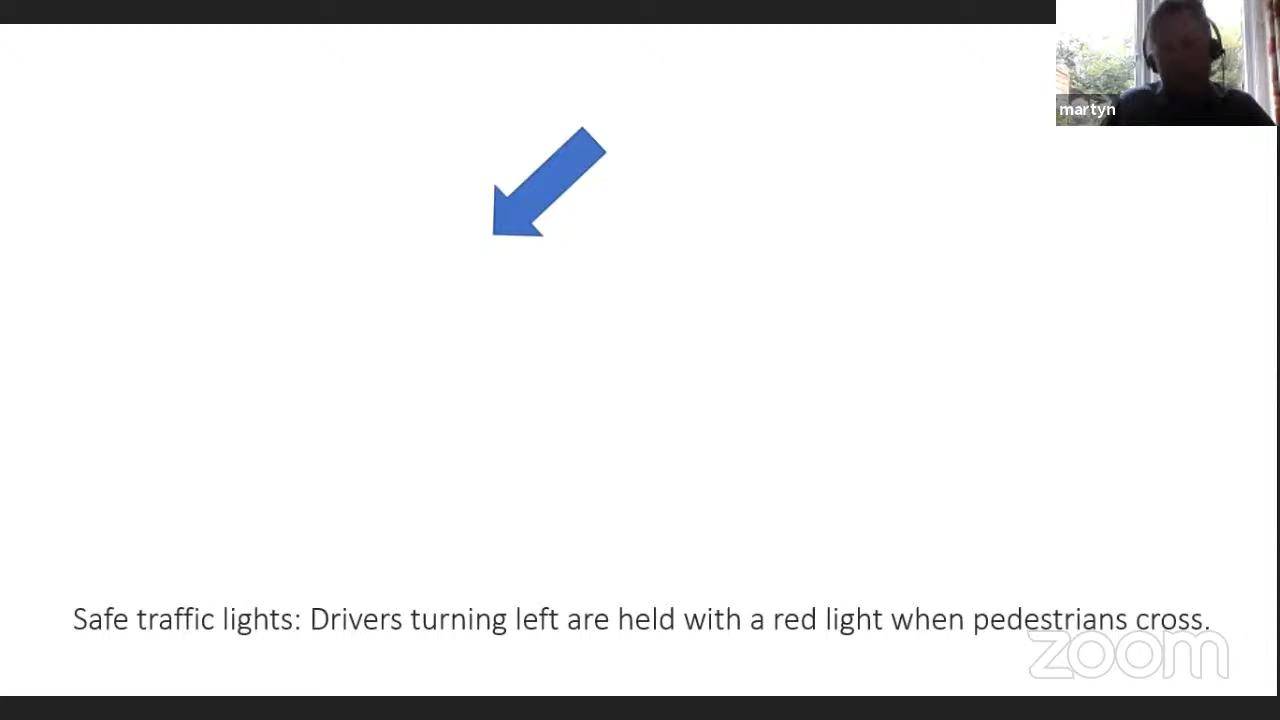 martyn
Safe traffic lights: Drivers turning left are held with a red light when pedestrians cross.
zoom